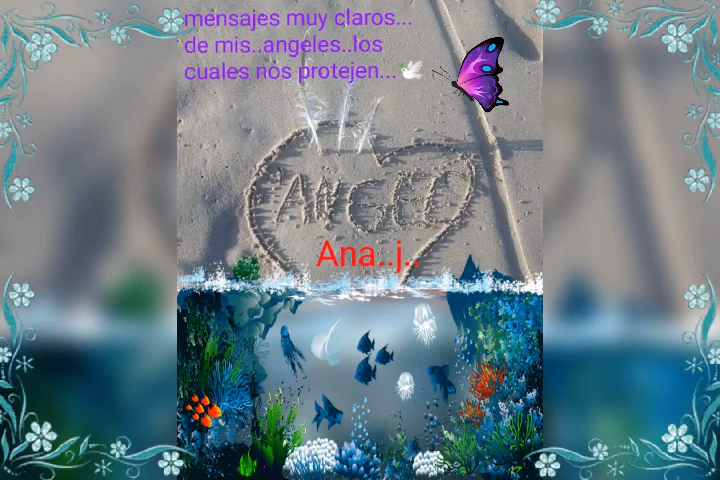 mensajes muy claros...
de mis..angeles..los
cuales nos protejen...🕊
ANGEL
Ana..j..